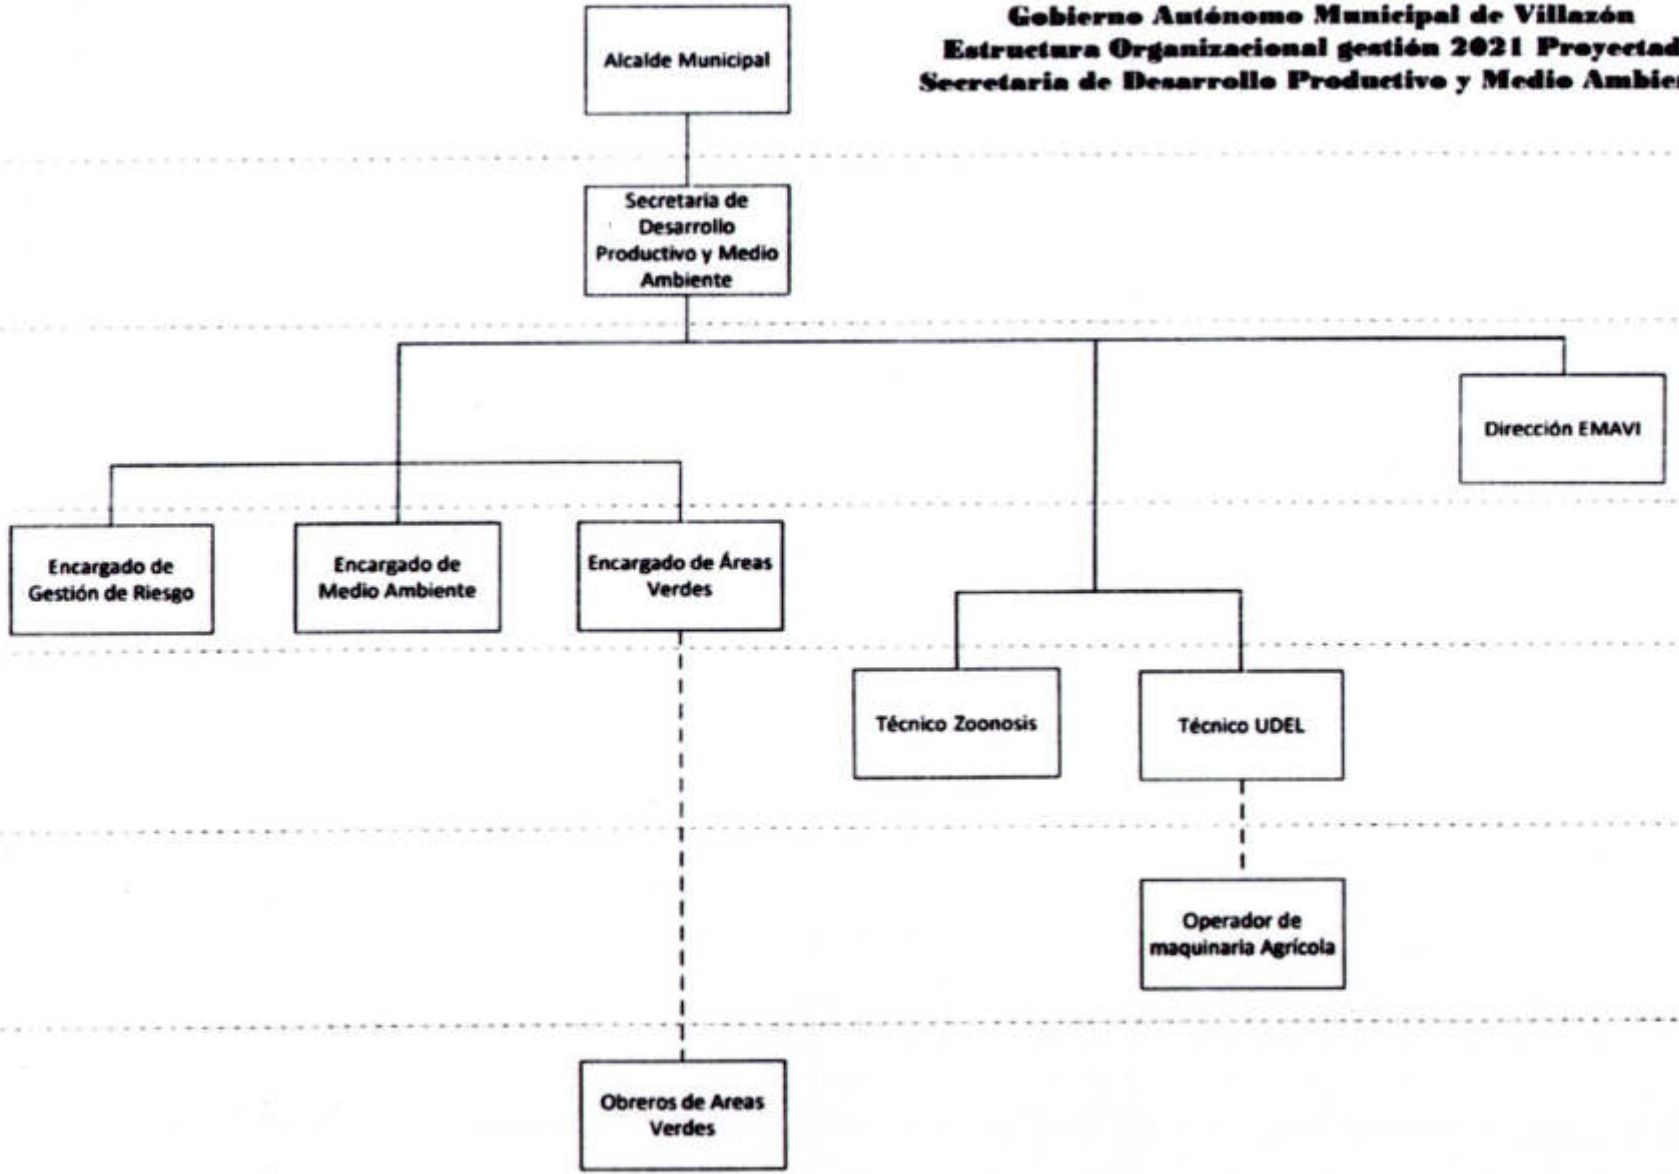 Gobierno Autónomo Municipal de Villazón
Estructura Organizacional gestión 2021
Secretaria de Desarrollo Productivo y Medio
Alcalde Municipal
Secretaria de
Desarrollo
Productivo y Medio
Ambiente
Dirección EMAVI
Encargado de
Gestión de Riesgo
Encargado de
Medio Ambiente
Encargado de Áreas
Verdes
Técnico Zoonosis
Técnico UDEL
Operador de
maquinaria Agrícola
Obreros de Areas
Verdes